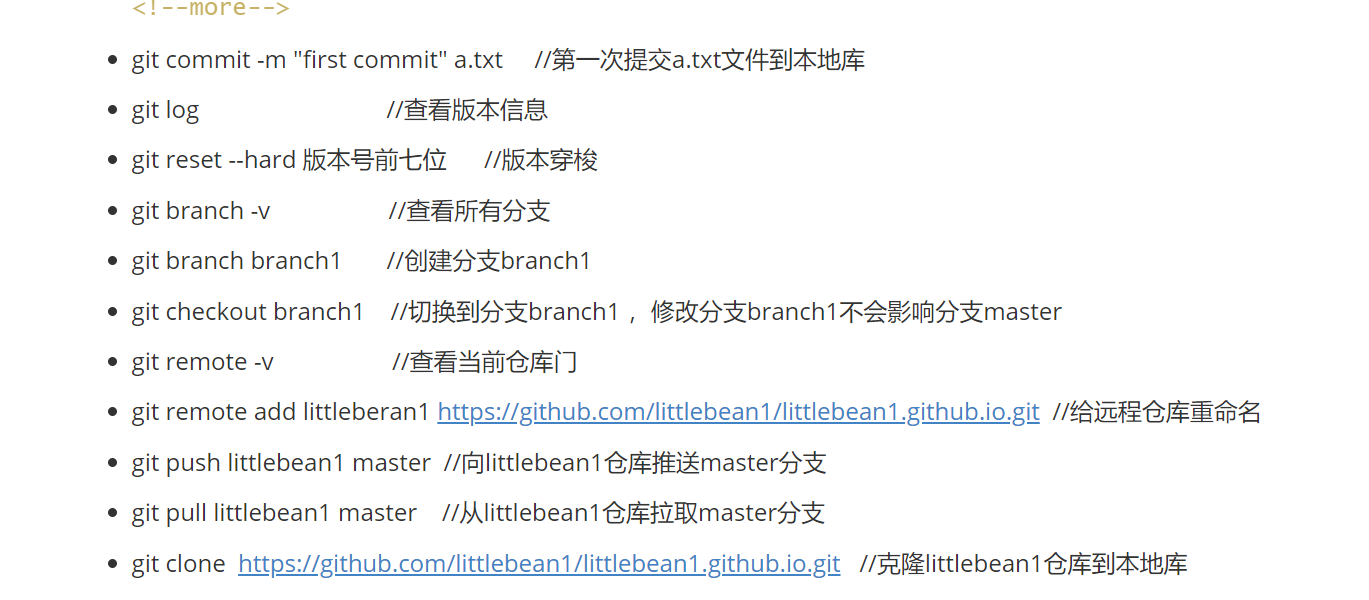 <!--more-->
git commit -m "first commit" a.txt //第一次提交a.txt文件到本地库
git log //查看版本信息
git reset --hard 版本号前七位 //版本穿梭
git branch -v //查看所有分支
git branch branch1 //创建分支branch1
git checkout branch1 //切换到分支branch1 ，修改分支branch1不会影响分支master
git remote -v //查看当前仓库门
git remote add littleberan1 https://github.com/littlebean1/littlebean1.github.io.git //给远程仓库重命名
git push littlebean1 master //向littlebean1仓库推送master分支
git pull littlebean1 master //从littlebean1仓库拉取master分支
git clone https://github.com/littlebean1/littlebean1.github.io.git //克隆littlebean1仓库到本地库